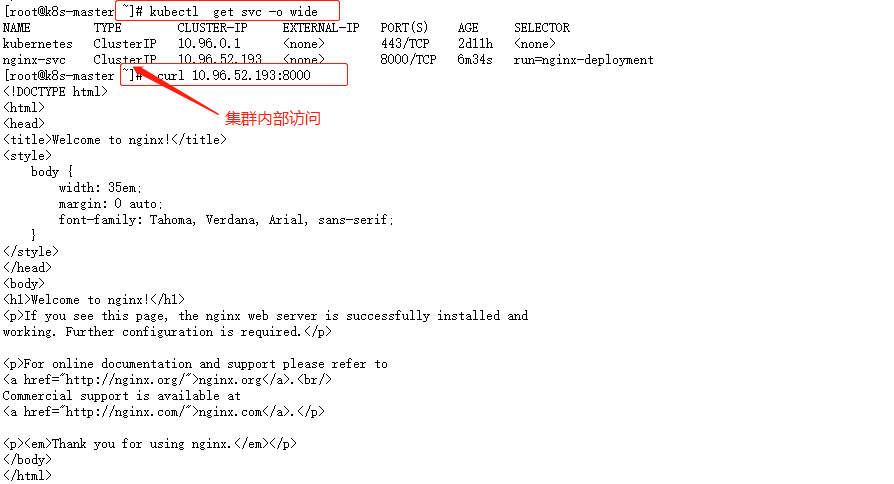 [root@k8s-master ~]# kubectl  get svc -o wide
NAME         TYPE        CLUSTER-IP     EXTERNAL-IP   PORT(S)    AGE     SELECTOR
kubernetes   ClusterIP   10.96.0.1      <none>        443/TCP    2d11h   <none>
nginx-svc    ClusterIP   10.96.52.193   <none>        8000/TCP   6m34s   run=nginx-deployment
[root@k8s-master ~]#  curl 10.96.52.193:8000
<!DOCTYPE html>
<html>
<head>
集群内部访问
<title>Welcome to nginx!</title>
<style>
    body {
        width: 35em;
        margin: 0 auto;
        font-family: Tahoma, Verdana, Arial, sans-serif;
    }
</style>
</head>
<body>
<h1>Welcome to nginx!</h1>
<p>If you see this page, the nginx web server is successfully installed and
working. Further configuration is required.</p>
<p>For online documentation and support please refer to
<a href="http://nginx.org/">nginx.org</a>.<br/>
Commercial support is available at
<a href="http://nginx.com/">nginx.com</a>.</p>
<p><em>Thank you for using nginx.</em></p>
</body>
</html>